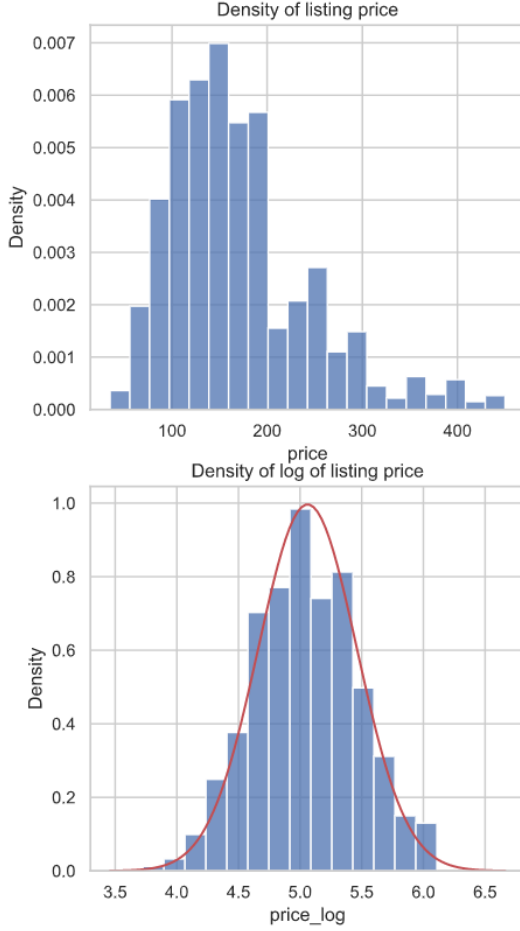 Density of listing price
0.007
0.006
0.005
0.004
0.003
0.002
0.001
0.000
Density
100 200 300 400
price
Density of log of listing price
1.0
0.8
0.6
0.4
0.2
0.0
Density
3.5 4.0 4.5 5.0 5.5 6.0 6.5
price_log